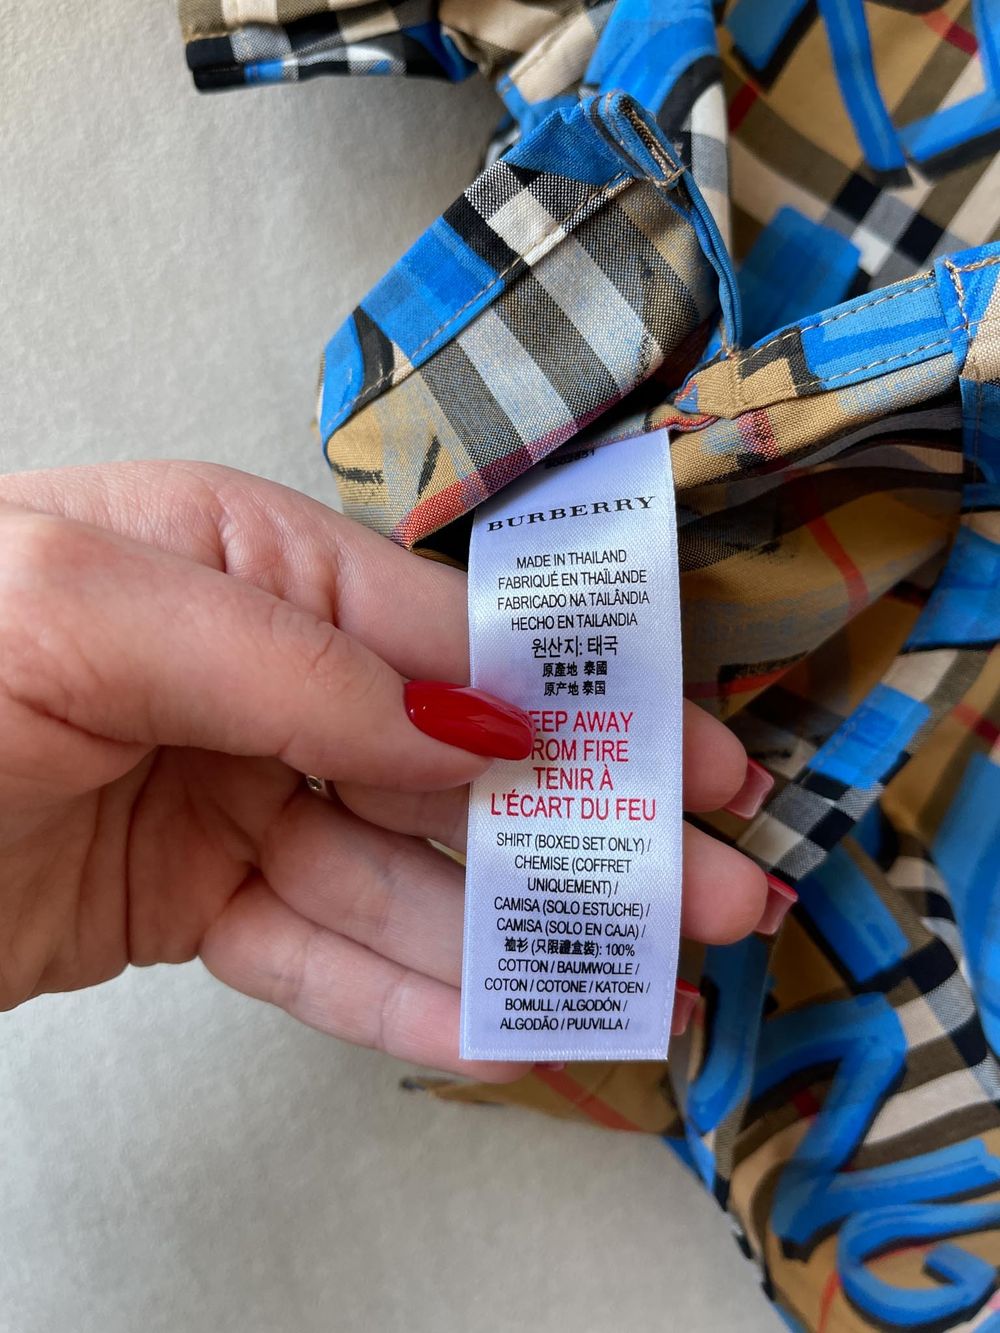 BURBERRY
MADE IN THAILAND
FABRIQUÉ EN THAÏLANDE
FABRICADO NA TAILÂNDIA
HECHO EN TAILANDIA
원산지: 태국
原產地 泰國
原产地 泰国
EEP AWAY
ROM FIRE
TENIR À
L'ÉCART DU FEU
SHIRT (BOXED SET ONLY) /
CHEMISE (COFFRET
UNIQUEMENT) /
CAMISA (SOLO ESTUCHE) /
CAMISA (SOLO EN CAJA) /
裇衫 (只限禮盒裝): 100%
COTTON / BAUMWOLLE /
COTON / COTONE / KATOEN /
BOMULL / ALGODÓN /
ALGODÃO / PUUVILLA /